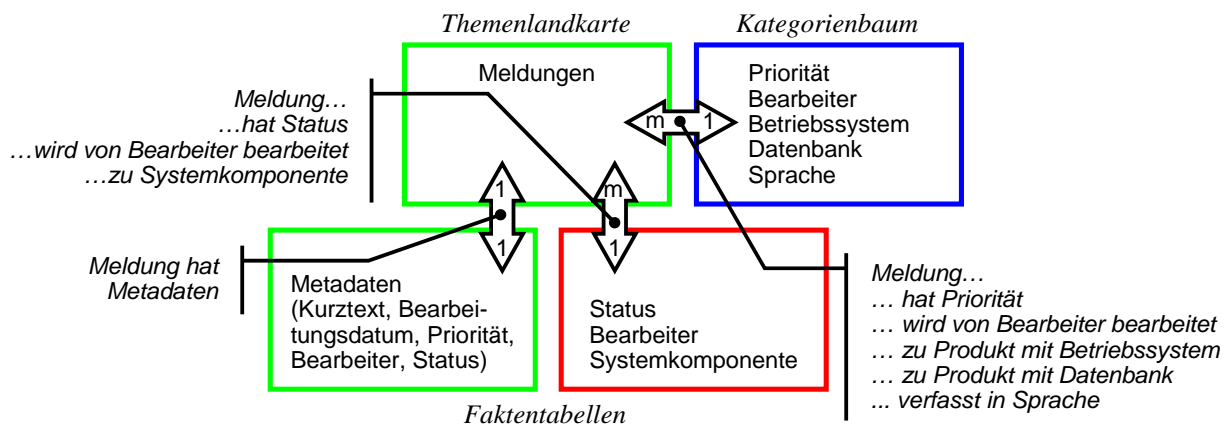 Themenlandkarte
Kategorienbaum
Meldungen
Priorität
Bearbeiter
Betriebssystem
Datenbank
Sprache
Meldung…
…hat Status
…wird von Bearbeiter bearbeitet
…zu Systemkomponente
m 1
1
1
m
1
Meldung hat
Metadaten
Metadaten
(Kurztext, Bearbei-
tungsdatum, Priorität,
Bearbeiter, Status)
Status
Bearbeiter
Systemkomponente
Meldung…
… hat Priorität
… wird von Bearbeiter bearbeitet
… zu Produkt mit Betriebssystem
… zu Produkt mit Datenbank
... verfasst in Sprache
Faktentabellen